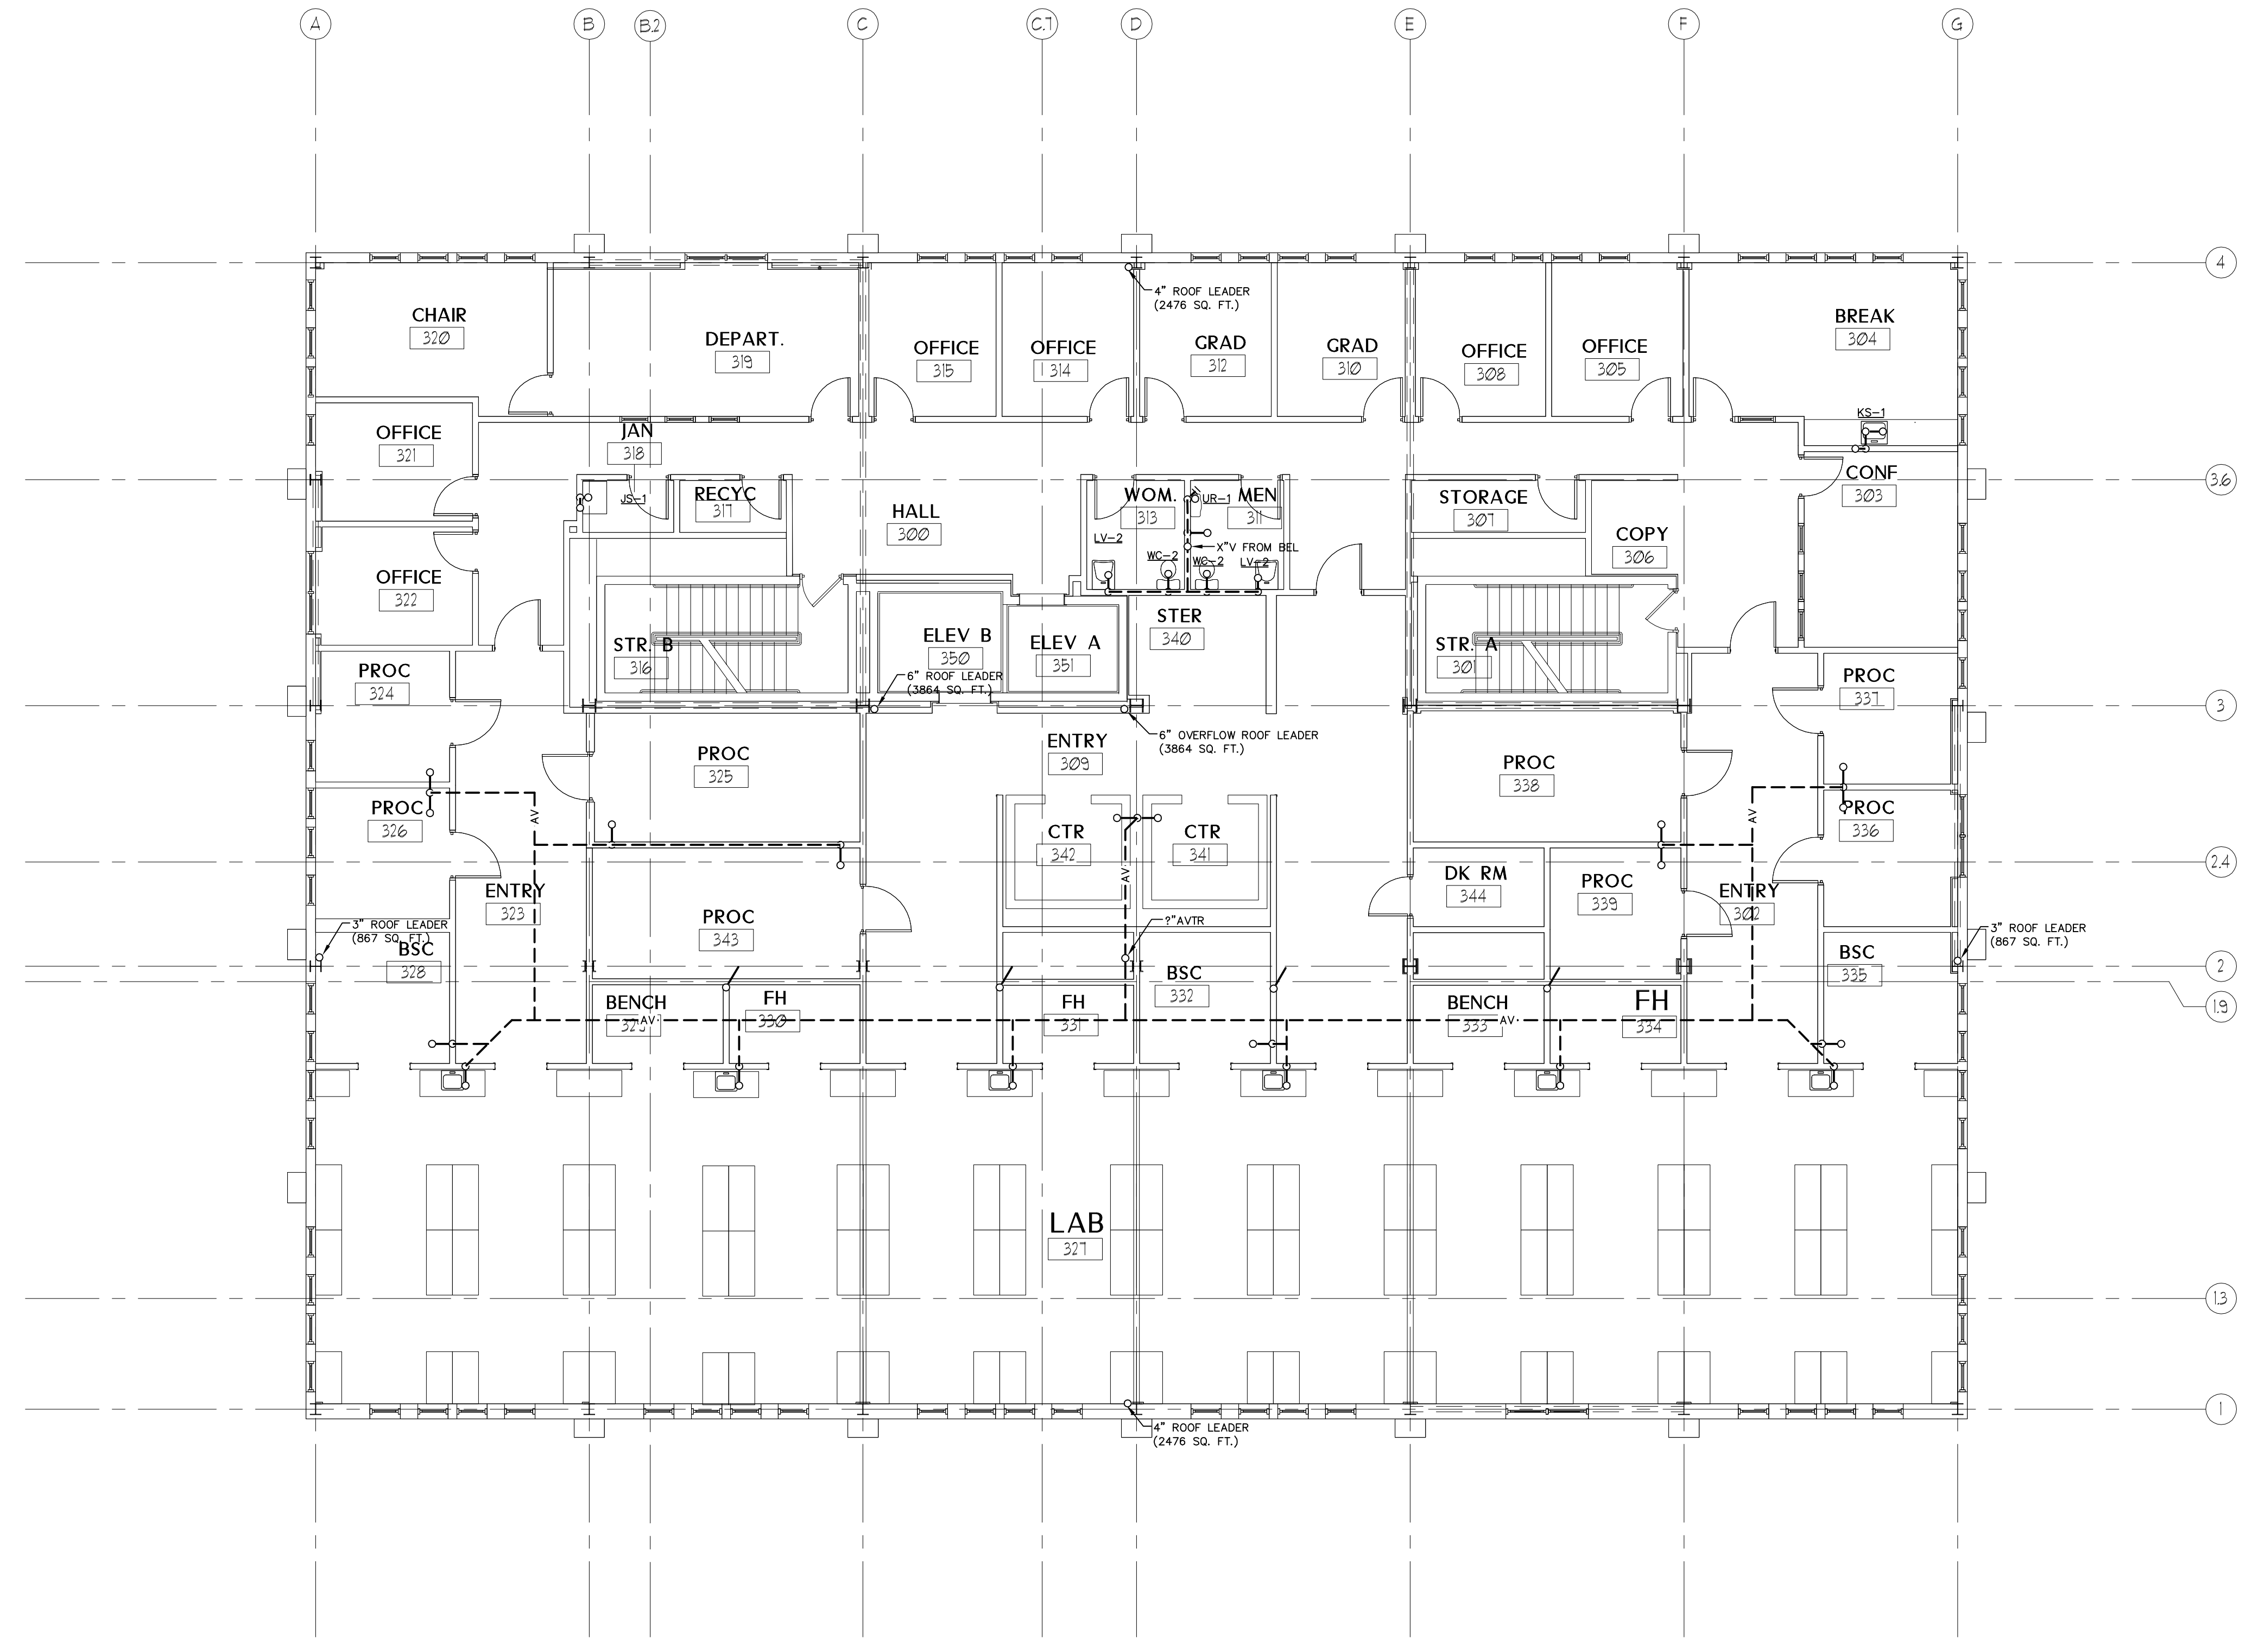 A
B
B.2
C
C.7
D
E
F
G
4
4" ROOF LEADER
(2476 SQ. FT.)
CHAIR
320
DEPART.
319
OFFICE
315
OFFICE
314
GRAD
312
GRAD
310
OFFICE
308
OFFICE
305
BREAK
304
KS-1
OFFICE
321
JAN
318
CONF
303
3.6
JS-1
RECYC
317
HALL
300
WOM.
313
UR-1
MEN
311
STORAGE
307
COPY
306
LV-2
X"V FROM BEL
WC-2
WC-2
LV-2
OFFICE
322
STR. B
316
ELEV B
350
ELEV A
351
STER
340
STR. A
301
6" ROOF LEADER
(3864 SQ. FT.)
PROC
324
PROC
337
3
6" OVERFLOW ROOF LEADER
(3864 SQ. FT.)
PROC
325
ENTRY
309
PROC
338
PROC
326
AV
CTR
342
CTR
341
AV
PROC
336
2.4
AV
ENTRY
323
DK RM
344
PROC
339
ENTRY
302
3" ROOF LEADER
(867 SQ. FT.)
PROC
343
?"AVTR
3" ROOF LEADER
(867 SQ. FT.)
BSC
328
BSC
332
BSC
335
2
BENCH
AV
FH
330
FH
331
BENCH
333
AV
FH
334
1.9
LAB
327
1.3
1
4" ROOF LEADER
(2476 SQ. FT.)